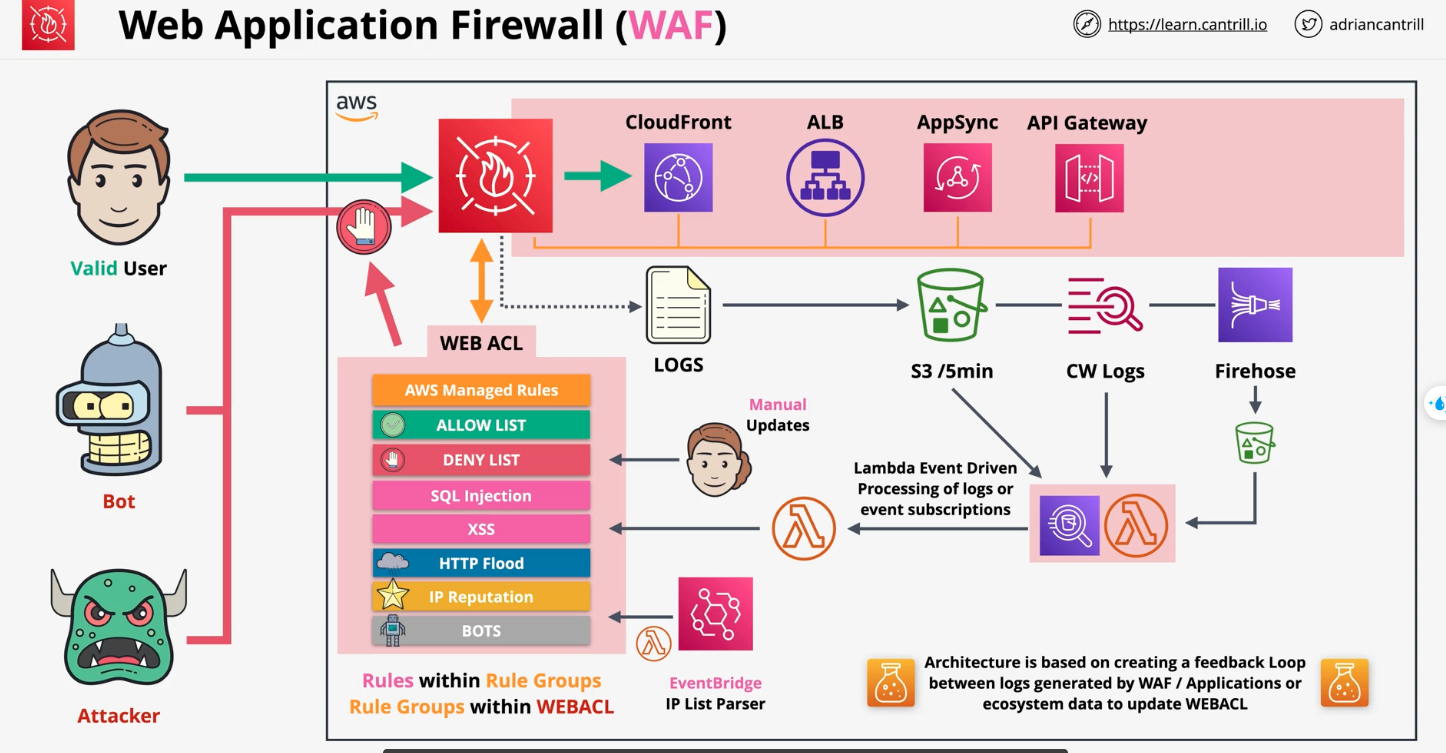 Web Application Firewall (WAF)
https://learn.cantrill.io
adriancantrill
aws
CloudFront
ALB
AppSync
API Gateway
Valid User
Bot
Attacker
WEB ACL
AWS Managed Rules
ALLOW LIST
DENY LIST
SQL Injection
XSS
HTTP Flood
IP Reputation
BOTS
Rules within Rule Groups
Rule Groups within WEBACL
LOGS
S3 /5min
CW Logs
Firehose
Manual
Updates
Lambda Event Driven
Processing of logs or
event subscriptions
EventBridge
IP List Parser
Architecture is based on creating a feedback Loop
between logs generated by WAF / Applications or
ecosystem data to update WEBACL